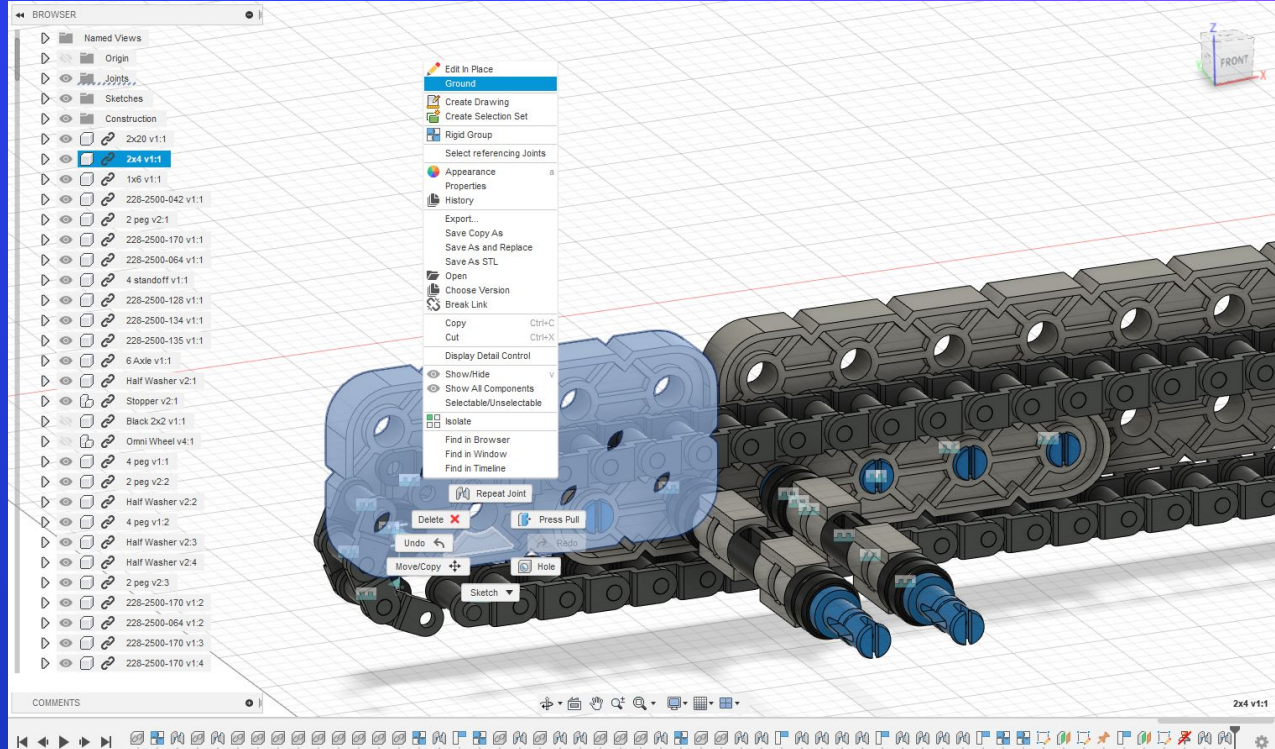 BROWSER
Named Views
Origin
Joints
Sketches
Construction
2x20 v1:1
2x4 v1:1
1x6 v1:1
228-2500-042 v1:1
2 peg v2:1
228-2500-170 v1:1
228-2500-064 v1:1
4 standoff v1:1
228-2500-128 v1:1
228-2500-134 v1:1
228-2500-135 v1:1
6 Axle v1:1
Half Washer v2:1
Stopper v2:1
Black 2x2 v1:1
Omni Wheel v4:1
4 peg v1:1
2 peg v2:2
Half Washer v2:2
4 peg v1:2
Half Washer v2:3
Half Washer v2:4
2 peg v2:3
228-2500-170 v1:2
228-2500-064 v1:2
228-2500-170 v1:3
228-2500-170 v1:4
COMMENTS
Edit In Place
Ground
Create Drawing
Create Selection Set
Rigid Group
Select referencing Joints
Appearance a
Properties
History
Export...
Save Copy As
Save As and Replace
Save As STL
Open
Choose Version
Break Link
Copy Ctrl+C
Cut Ctrl+X
Display Detail Control
Show/Hide v
Show All Components
Selectable/Unselectable
Isolate
Find in Browser
Find in Window
Find in Timeline
Repeat Joint
Delete
Press Pull
Undo
Redo
Move/Copy
Hole
Sketch
Z
FRONT
X
Y
2x4 v1:1